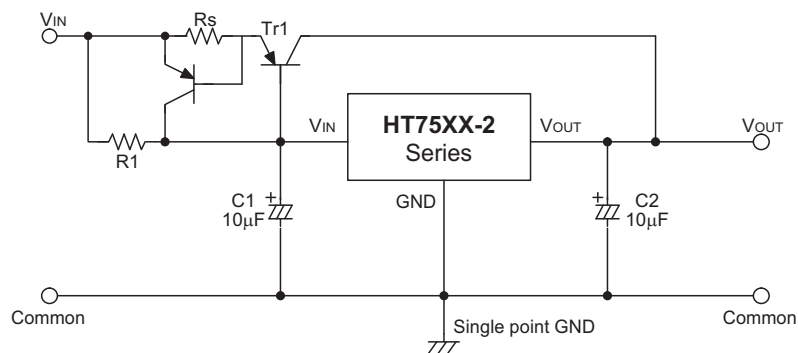 VIN
Rs
Tr1
R1
VIN
HT75XX-2
Series
VOUT
VOUT
GND
C1
10μF
C2
10μF
Common
Single point GND
Common